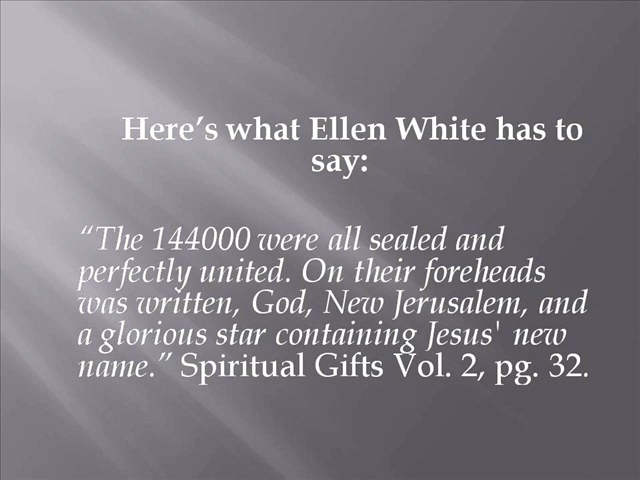 Here’s what Ellen White has to
say:
“The 144000 were all sealed and
perfectly united. On their foreheads
was written, God, New Jerusalem, and
a glorious star containing Jesus' new
name.” Spiritual Gifts Vol. 2, pg. 32.